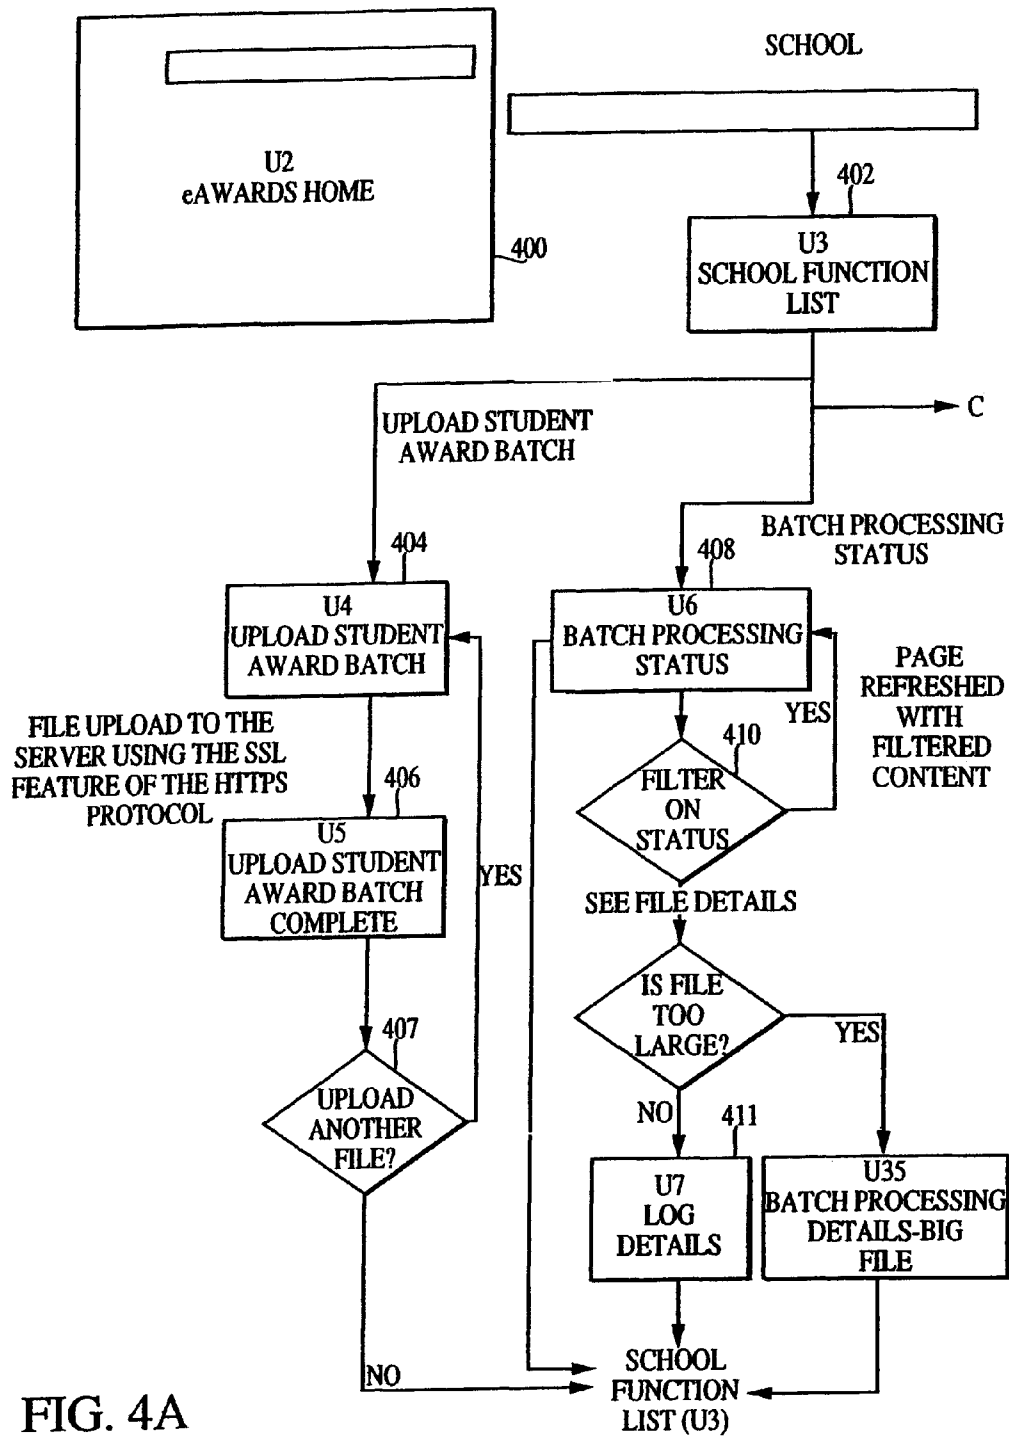 SCHOOL
U2
eAWARDS HOME
400
402
U3
SCHOOL FUNCTION
LIST
C
UPLOAD STUDENT
AWARD BATCH
BATCH PROCESSING
STATUS
404
U4
UPLOAD STUDENT
AWARD BATCH
408
U6
BATCH PROCESSING
STATUS
PAGE
REFRESHED
WITH
FILTERED
CONTENT
YES
FILE UPLOAD TO THE
SERVER USING THE SSL
FEATURE OF THE HTTPS
PROTOCOL
406
U5
UPLOAD STUDENT
AWARD BATCH
COMPLETE
YES
410
FILTER
ON
STATUS
SEE FILE DETAILS
IS FILE
TOO
LARGE?
YES
NO
407
UPLOAD
ANOTHER
FILE?
411
U7
LOG
DETAILS
U35
BATCH PROCESSING
DETAILS-BIG
FILE
NO
SCHOOL
FUNCTION
LIST (U3)
FIG. 4A